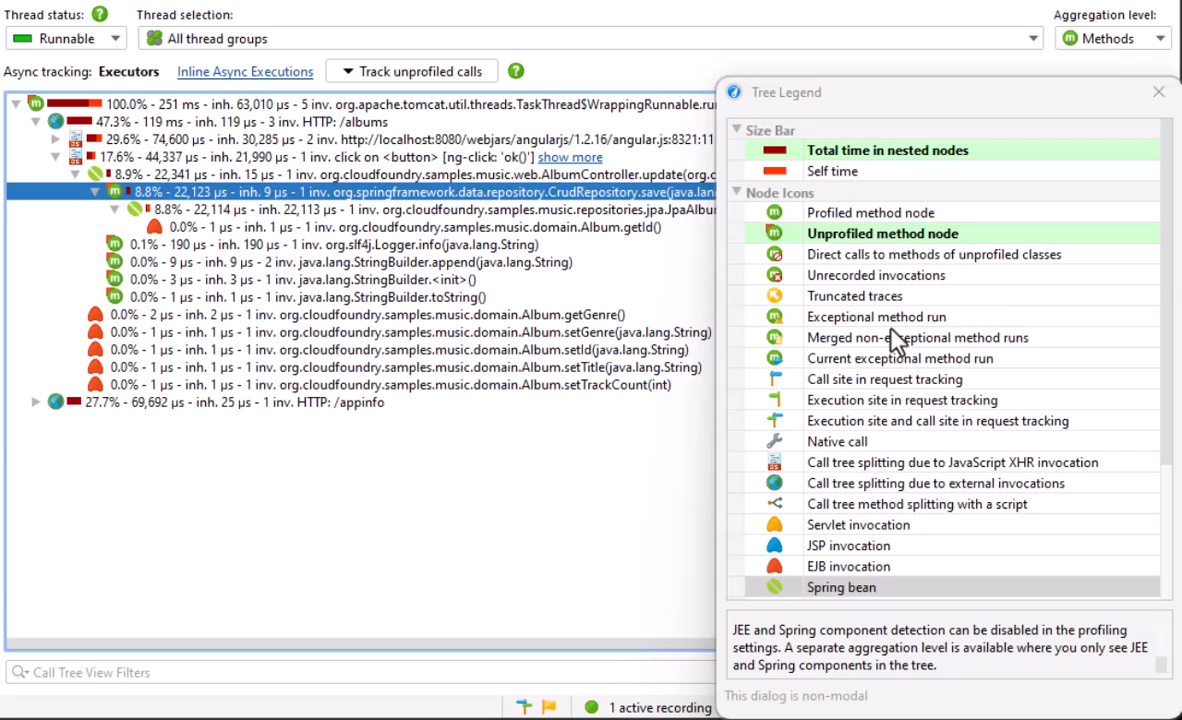 Thread status:
Thread selection:
Aggregation level:
Runnable
All thread groups
Methods
Async tracking: Executors Inline Async Executions Track unprofiled calls
100.0% - 251 ms - inh. 63,010 µs - 5 inv. org.apache.tomcat.util.threads.TaskThread$WrappingRunnable.ru
47.3% - 119 ms - inh. 119 µs - 3 inv. HTTP: /albums
29.6% - 74,600 µs - inh. 30,285 µs - 2 inv. http://localhost:8080/webjars/angularjs/1.2.16/angular.js:8321:11
17.6% - 44,337 µs - inh. 21,990 µs - 1 inv. click on <button> [ng-click: 'ok()'] show more
8.9% - 22,341 µs - inh. 15 µs - 1 inv. org.cloudfoundry.samples.music.web.AlbumController.update(org.c
8.8% - 22,123 µs - inh. 9 µs - 1 inv. org.springframework.data.repository.CrudRepository.save(java.lan
8.8% - 22,114 µs - inh. 22,113 µs - 1 inv. org.cloudfoundry.samples.music.repositories.jpa.JpaAlbu
0.0% - 1 µs - inh. 1 µs - 1 inv. org.cloudfoundry.samples.music.domain.Album.getId()
0.1% - 190 µs - inh. 190 µs - 1 inv. org.slf4j.Logger.info(java.lang.String)
0.0% - 9 µs - inh. 9 µs - 2 inv. java.lang.StringBuilder.append(java.lang.String)
0.0% - 3 µs - inh. 3 µs - 1 inv. java.lang.StringBuilder.<init>()
0.0% - 1 µs - inh. 1 µs - 1 inv. java.lang.StringBuilder.toString()
0.0% - 2 µs - inh. 2 µs - 1 inv. org.cloudfoundry.samples.music.domain.Album.getGenre()
0.0% - 1 µs - inh. 1 µs - 1 inv. org.cloudfoundry.samples.music.domain.Album.setGenre(java.lang.String)
0.0% - 1 µs - inh. 1 µs - 1 inv. org.cloudfoundry.samples.music.domain.Album.setId(java.lang.String)
0.0% - 1 µs - inh. 1 µs - 1 inv. org.cloudfoundry.samples.music.domain.Album.setTitle(java.lang.String)
0.0% - 1 µs - inh. 1 µs - 1 inv. org.cloudfoundry.samples.music.domain.Album.setTrackCount(int)
27.7% - 69,692 µs - inh. 25 µs - 1 inv. HTTP: /appinfo
Call Tree View Filters
1 active recording
Tree Legend
Size Bar
Total time in nested nodes
Self time
Node Icons
Profiled method node
Unprofiled method node
Direct calls to methods of unprofiled classes
Unrecorded invocations
Truncated traces
Exceptional method run
Merged non-exceptional method runs
Current exceptional method run
Call site in request tracking
Execution site in request tracking
Execution site and call site in request tracking
Native call
Call tree splitting due to JavaScript XHR invocation
Call tree splitting due to external invocations
Call tree method splitting with a script
Servlet invocation
JSP invocation
EJB invocation
Spring bean
JEE and Spring component detection can be disabled in the profiling
settings. A separate aggregation level is available where you only see JEE
and Spring components in the tree.
This dialog is non-modal